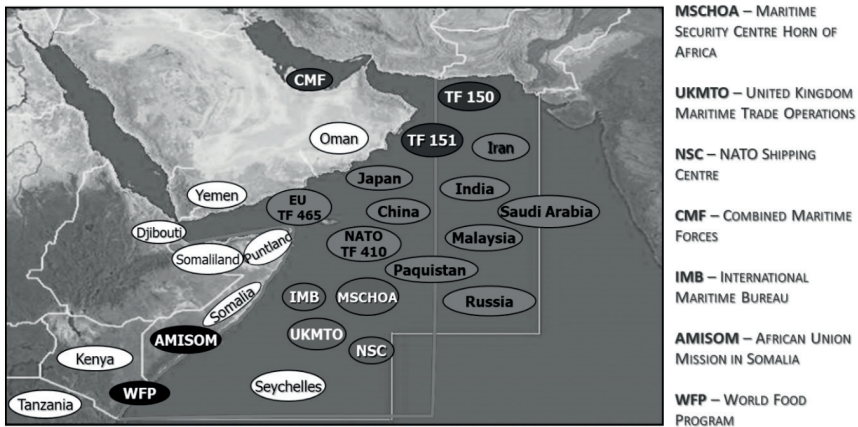 CMF
TF 150
Oman
TF 151
Iran
Japan
Yemen
India
EU
TF 465
China
Saudi Arabia
Djibouti
Somaliland
Puntland
NATO
TF 410
Malaysia
Paquistan
Somalia
IMB
MSCHOA
Russia
AMISOM
UKMTO
NSC
Kenya
Seychelles
WFP
Tanzania
MSCHOA – MARITIME
SECURITY CENTRE HORN OF
AFRICA
UKMTO – UNITED KINGDOM
MARITIME TRADE OPERATIONS
NSC – NATO SHIPPING
CENTRE
CMF – COMBINED MARITIME
FORCES
IMB – INTERNATIONAL
MARITIME BUREAU
AMISOM – AFRICAN UNION
MISSION IN SOMALIA
WFP – WORLD FOOD
PROGRAM